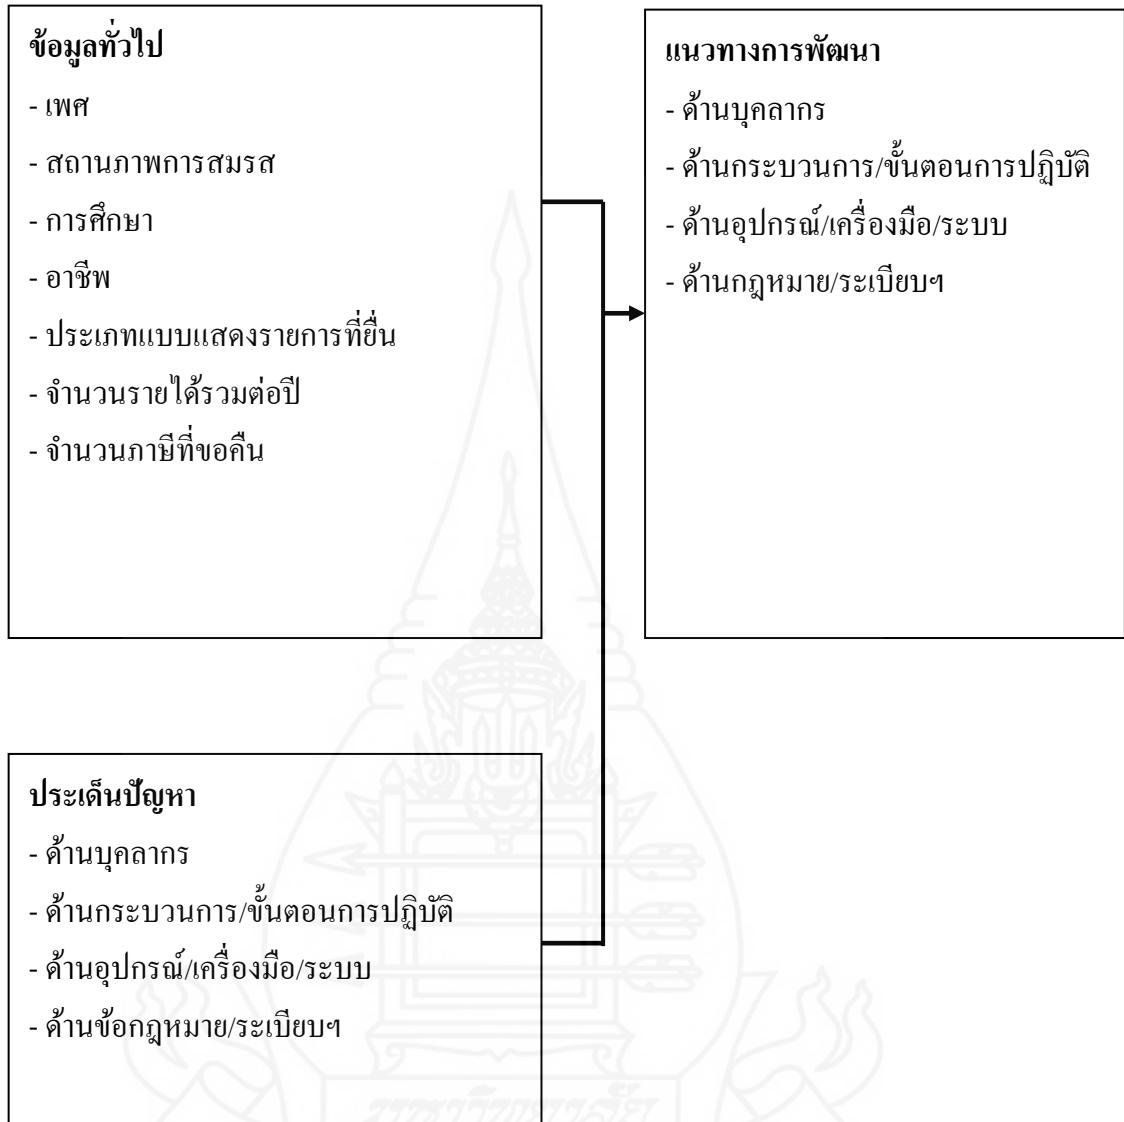 ข้อมูลทั่วไป
- เพศ
- สถานภาพการสมรส
- การศึกษา
- อาชีพ
- ประเภทแบบแสดงรายการที่ยื่น
- จำนวนรายได้รวมต่อปี
- จำนวนภาษีที่ขอคืน
แนวทางการพัฒนา
- ด้านบุคลากร
- ด้านกระบวนการ/ขั้นตอนการปฏิบัติ
- ด้านอุปกรณ์/เครื่องมือ/ระบบ
- ด้านกฎหมาย/ระเบียบฯ
ประเด็นปัญหา
- ด้านบุคลากร
- ด้านกระบวนการ/ขั้นตอนการปฏิบัติ
- ด้านอุปกรณ์/เครื่องมือ/ระบบ
- ด้านข้อกฎหมาย/ระเบียบฯ